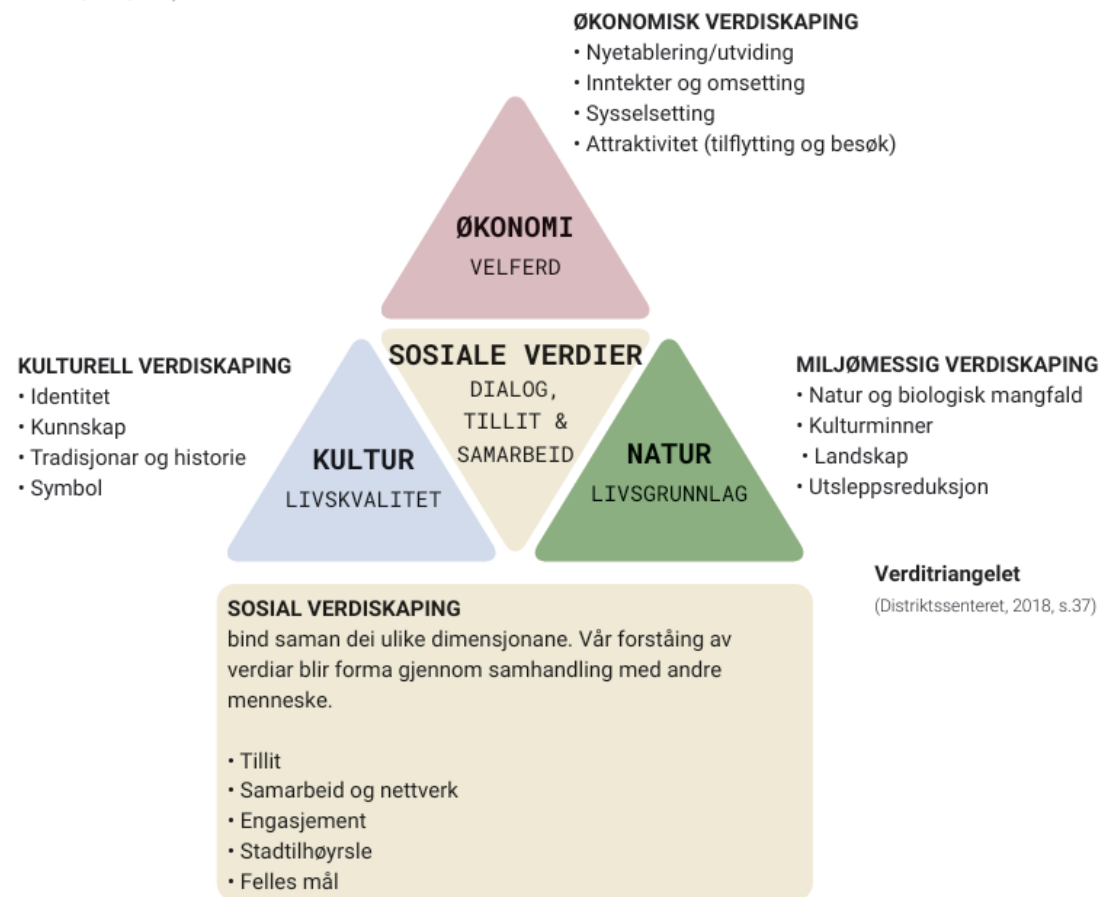 ØKONOMISK VERDISKAPING
• Nyetablering/utviding
• Inntekter og omsetting
• Sysselsetting
• Attraktivitet (tilflytting og besøk)
ØKONOMI
VELFERD
KULTURELL VERDISKAPING
• Identitet
• Kunnskap
• Tradisjonar og historie
• Symbol
SOSIALE VERDIER
DIALOG,
TILLIT &
SAMARBEID
KULTUR
LIVSKVALITET
NATUR
LIVSGRUNNLAG
MILJØMESSIG VERDISKAPING
• Natur og biologisk mangfald
• Kulturminner
• Landskap
• Utsleppsreduksjon
Verditriangelet
(Distriktssenteret, 2018, s.37)
SOSIAL VERDISKAPING
bind saman dei ulike dimensjonane. Vår forståing av
verdiar blir forma gjennom samhandling med andre
menneske.
• Tillit
• Samarbeid og nettverk
• Engasjement
• Stadtilhøyrsle
• Felles mål